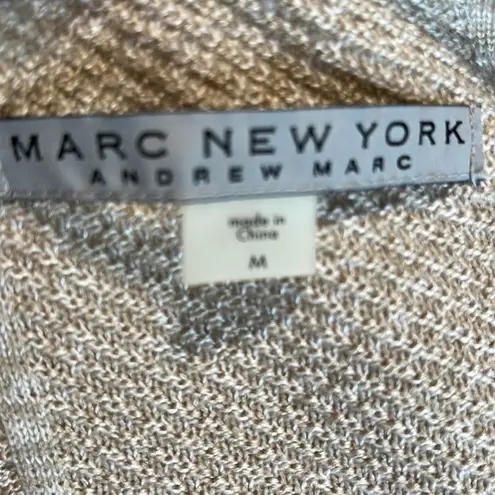 MARC NEW YORK
ANDREW MARC
made in
China
M